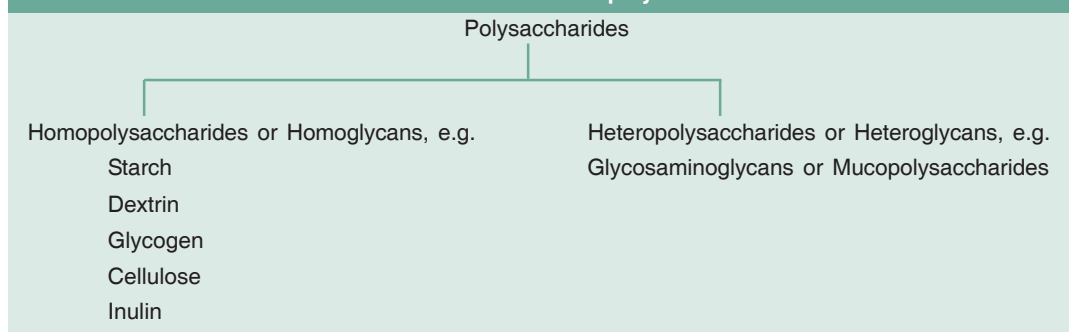 Polysaccharides
Homopolysaccharides or Homoglycans, e.g.
Starch
Dextrin
Glycogen
Cellulose
Inulin
Heteropolysaccharides or Heteroglycans, e.g.
Glycosaminoglycans or Mucopolysaccharides